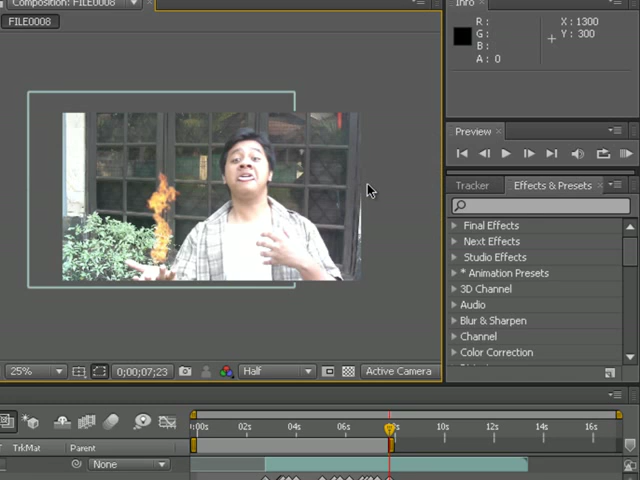 Composition: FILE0008
FILE0008
Info
R :
G :
B :
A : 0
X : 1300
Y : 300
Preview
Tracker
Effects & Presets
Final Effects
Next Effects
Studio Effects
* Animation Presets
3D Channel
Audio
Blur & Sharpen
Channel
Color Correction
25%
0;00;07;23
Half
Active Camera
:00s
02s
04s
06s
8s
10s
12s
14s
16s
TrkMat
Parent
None